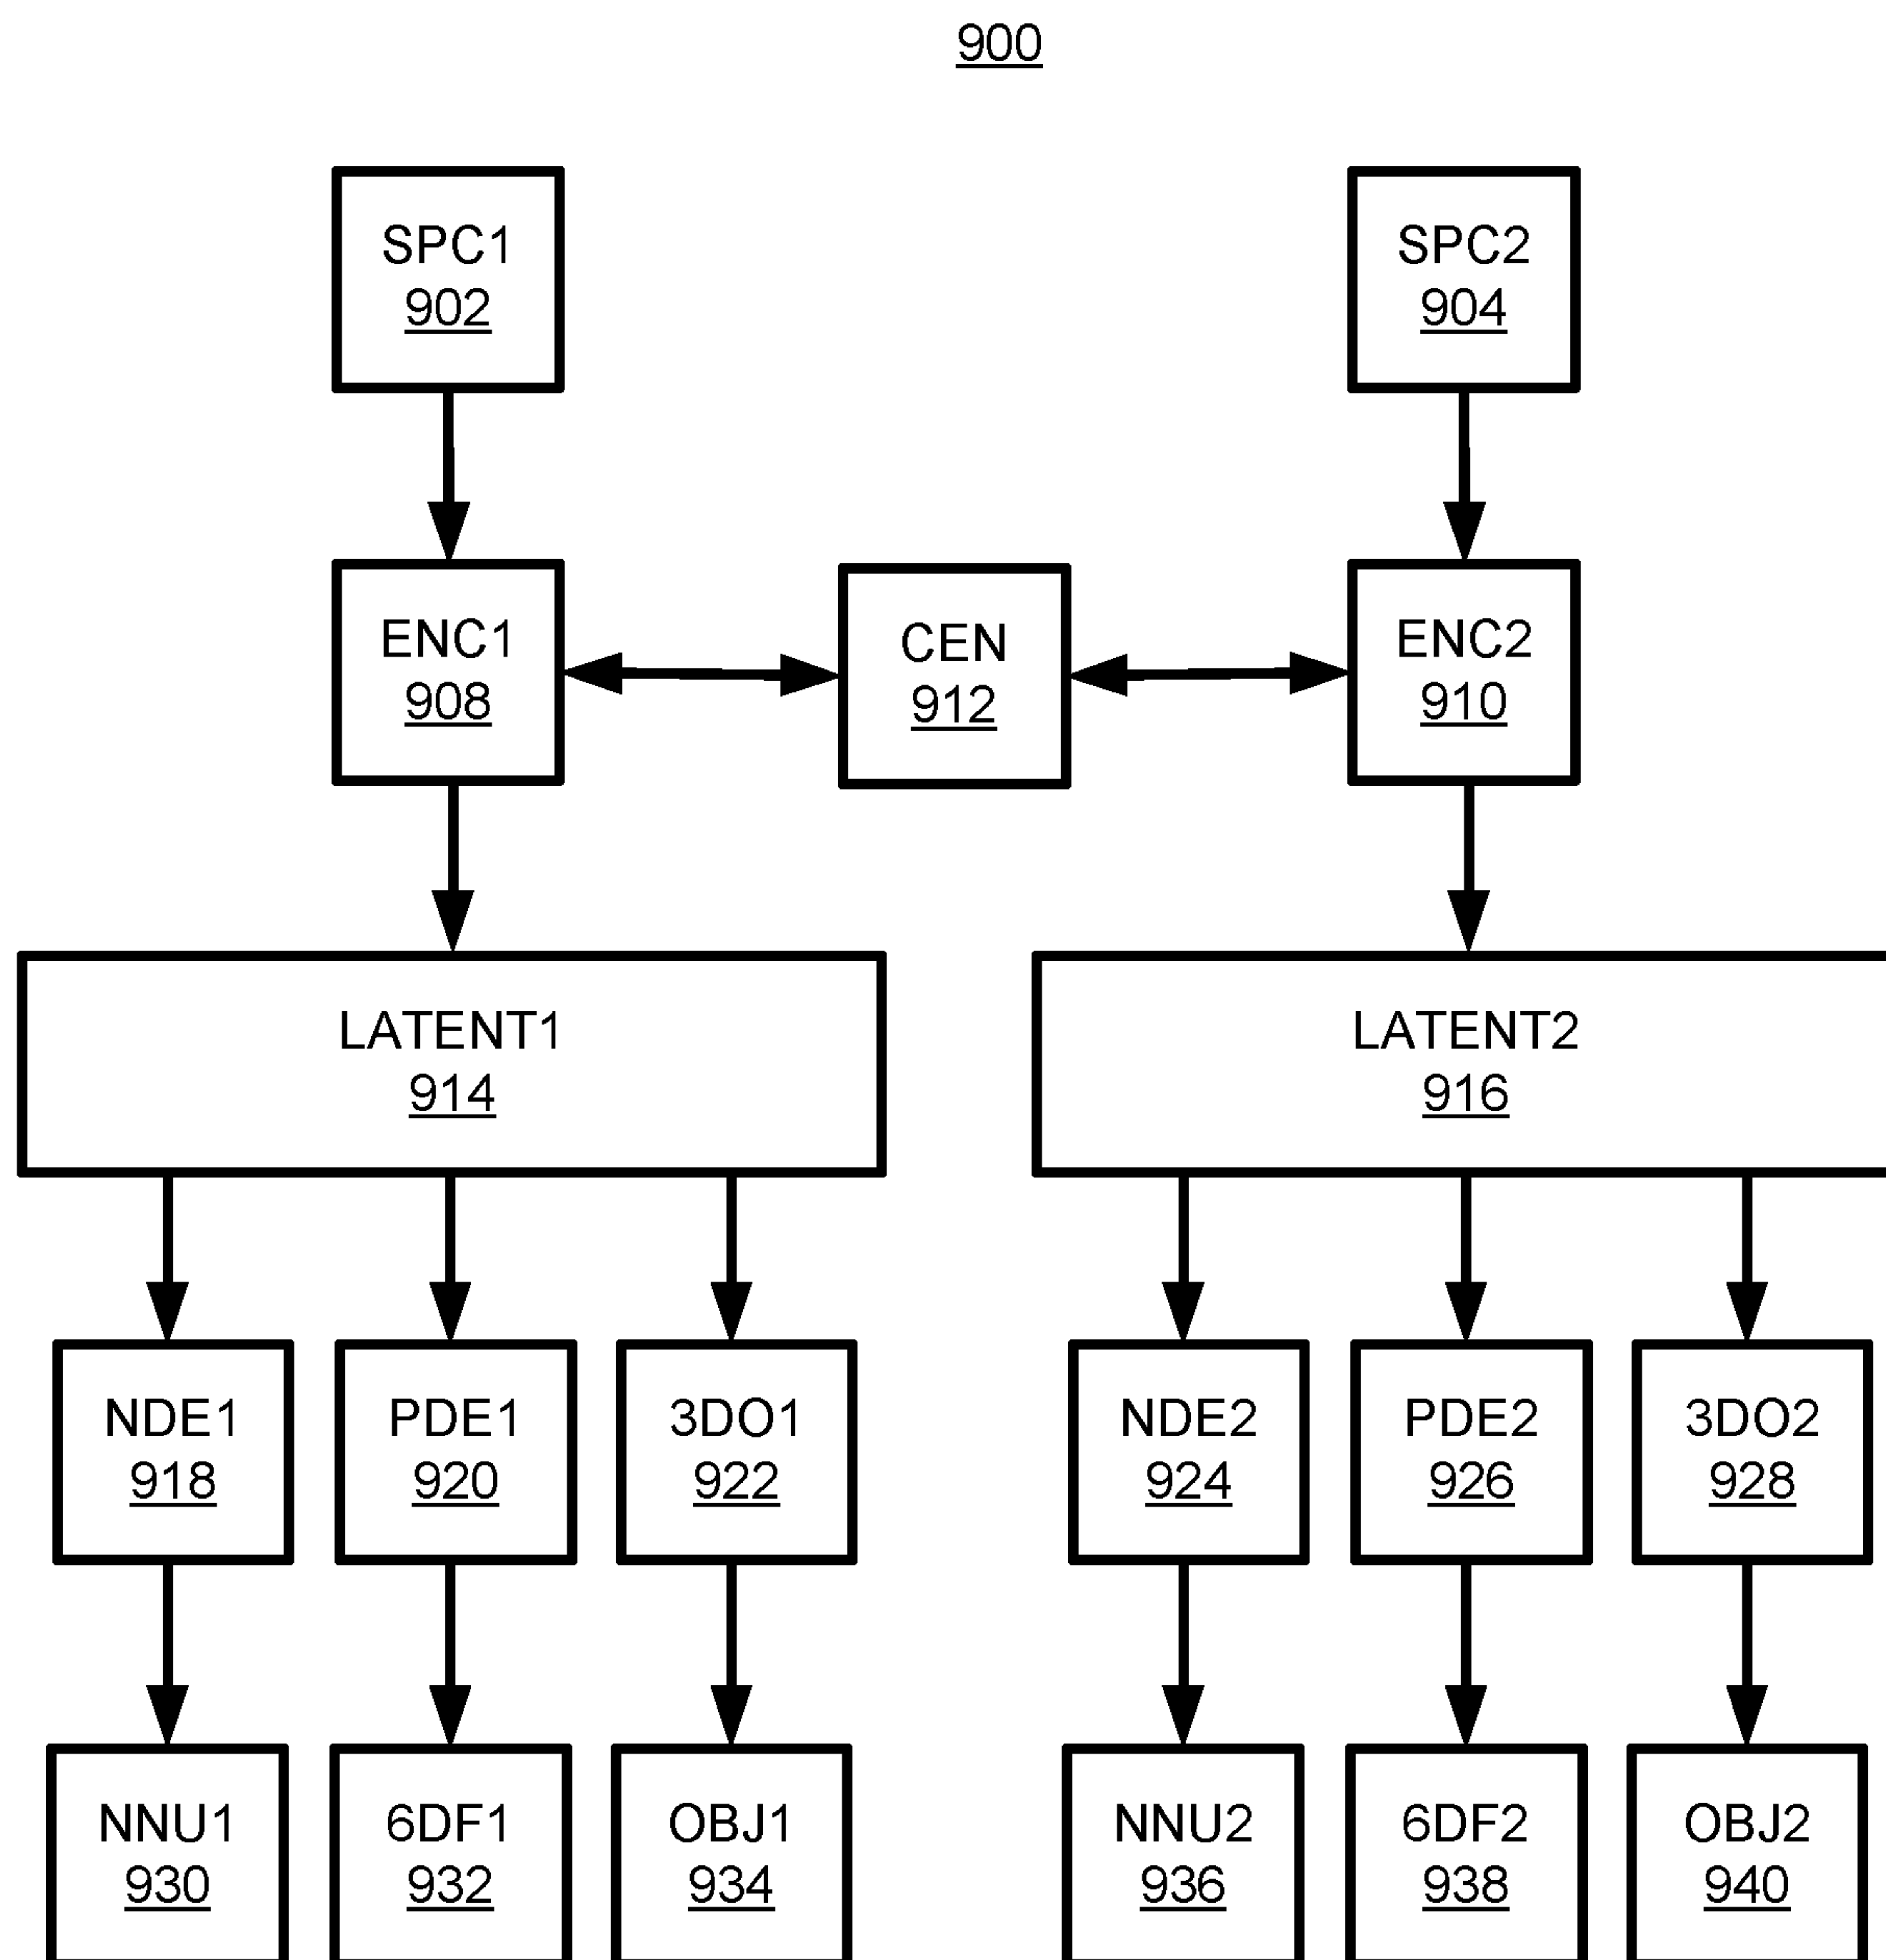 900
SPC1
902
SPC2
904
ENC1
908
CEN
912
ENC2
910
LATENT1
914
LATENT2
916
NDE1
918
PDE1
920
3DO1
922
NDE2
924
PDE2
926
3DO2
928
NNU1
930
6DF1
932
OBJ1
934
NNU2
936
6DF2
938
OBJ2
940